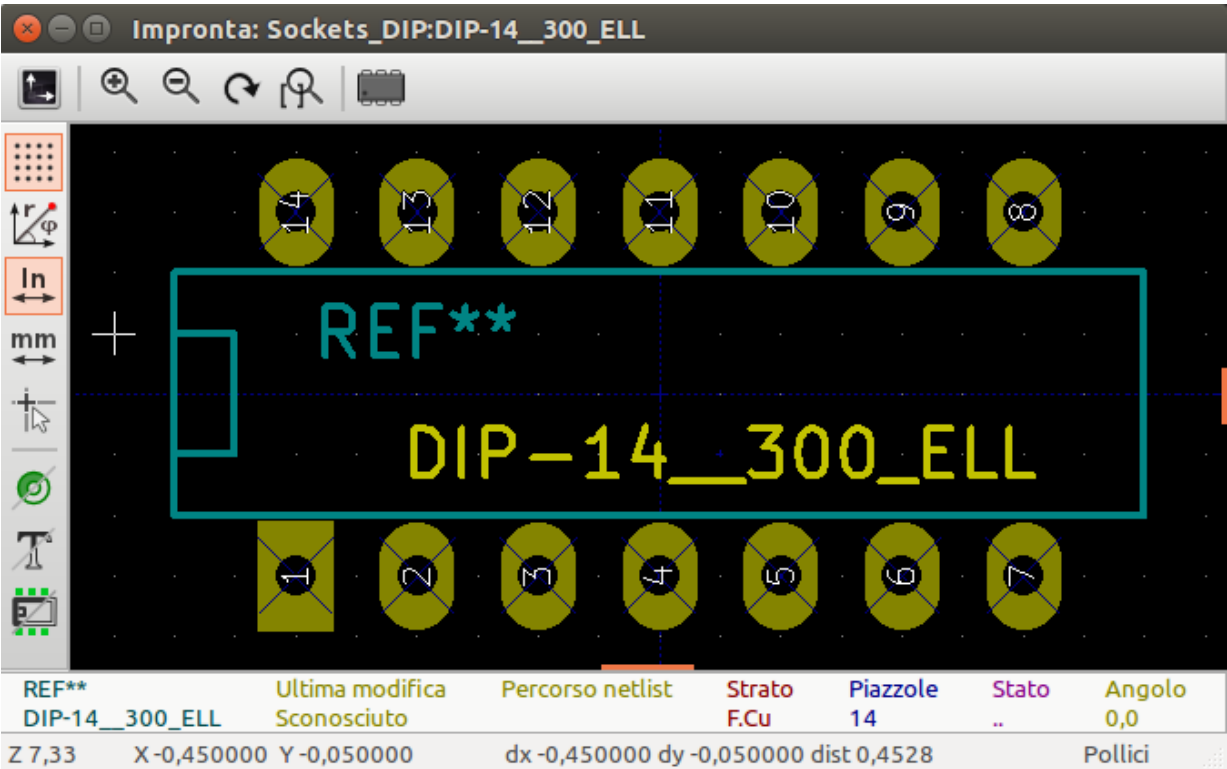 Impronta: Sockets_DIP:DIP-14__300_ELL
In
mm
14 13 12 11 10 9 8
REF**
DIP-14__300_ELL
1 2 3 4 5 6 7
REF** Ultima modifica Percorso netlist Strato Piazzole Stato Angolo
DIP-14__300_ELL Sconosciuto F.Cu 14 .. 0,0
Z 7,33 X -0,450000 Y -0,050000 dx -0,450000 dy -0,050000 dist 0,4528 Pollici